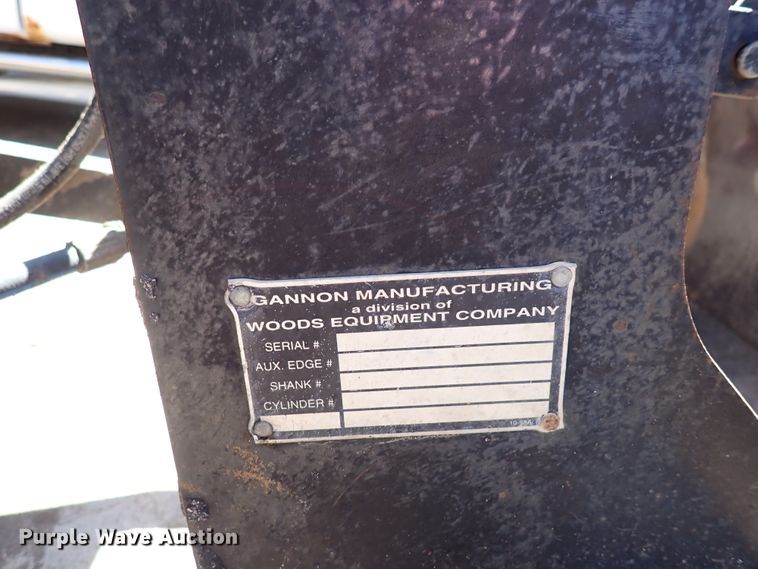 GANNON MANUFACTURING
a division of
WOODS EQUIPMENT COMPANY
SERIAL #
AUX. EDGE #
SHANK #
CYLINDER #
Purple Wave Auction